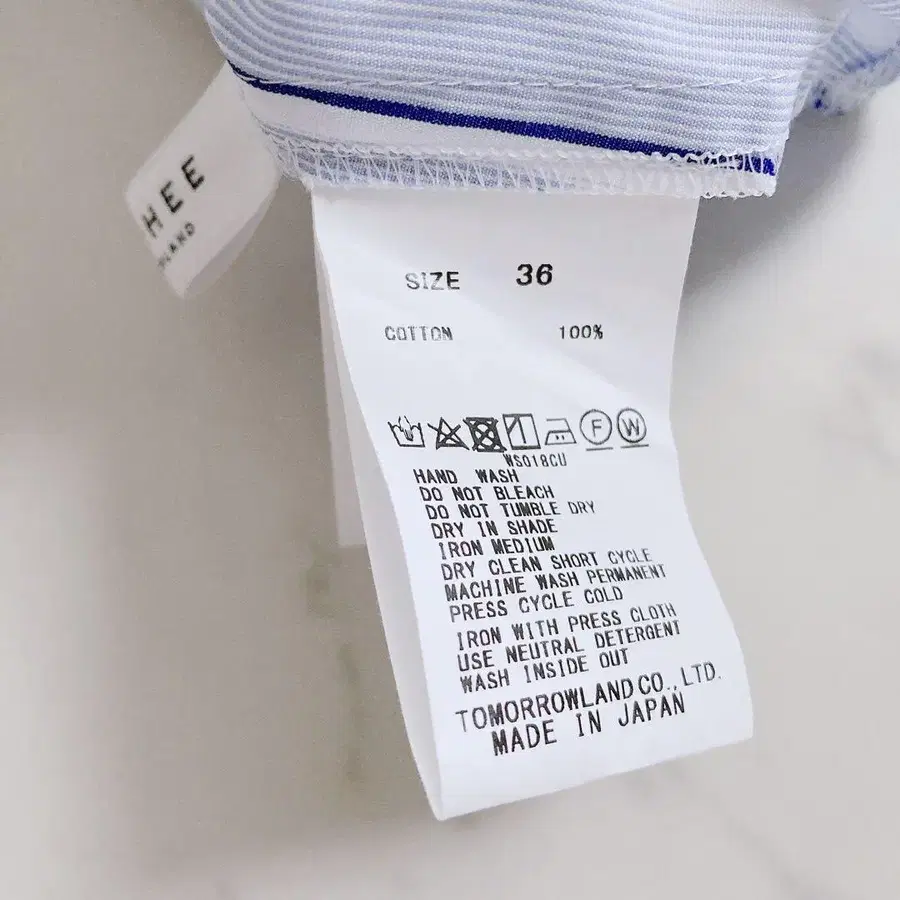 HEE
SIZE 36
COTTON 100%
F W
WS018CU
HAND WASH
DO NOT BLEACH
DO NOT TUMBLE DRY
DRY IN SHADE
IRON MEDIUM
DRY CLEAN SHORT CYCLE
MACHINE WASH PERMANENT
PRESS CYCLE COLD
IRON WITH PRESS CLOTH
USE NEUTRAL DETERGENT
WASH INSIDE OUT
TOMORROWLAND CO., LTD.
MADE IN JAPAN